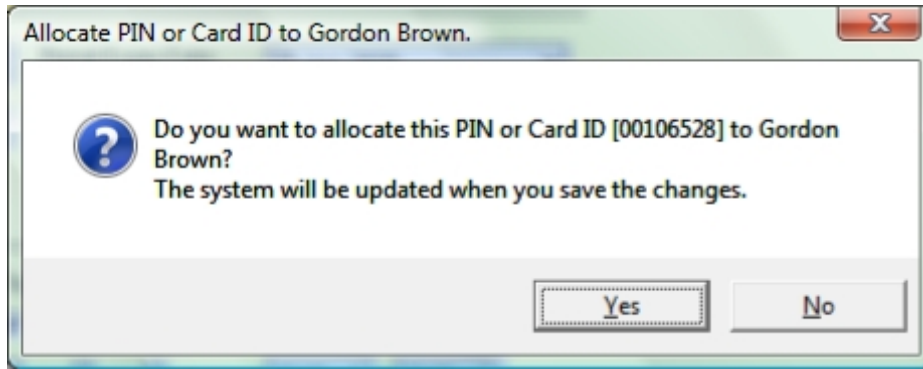 Allocate PIN or Card ID to Gordon Brown.
Do you want to allocate this PIN or Card ID [00106528] to Gordon
Brown?
The system will be updated when you save the changes.
Yes
No